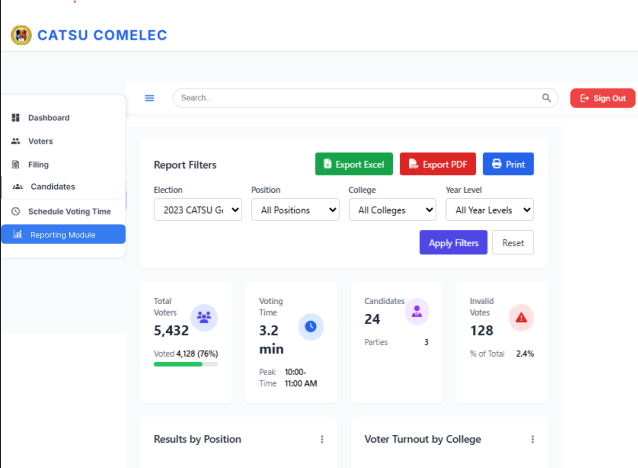 CATSU COMELEC
Search...
Sign Out
Dashboard
Voters
Filing
Candidates
Schedule Voting Time
Reporting Module
Report Filters
Export Excel
Export PDF
Print
Election
Position
College
Year Level
2023 CATSU G
All Positions
All Colleges
All Year Levels
Apply Filters
Reset
Total
Voters
5,432
Voted 4,128 (76%)
Voting
Time
3.2
min
Peak 10:00-
Time 11:00 AM
Candidates
24
Parties 3
Invalid
Votes
128
% of Total 2.4%
Results by Position
Voter Turnout by College